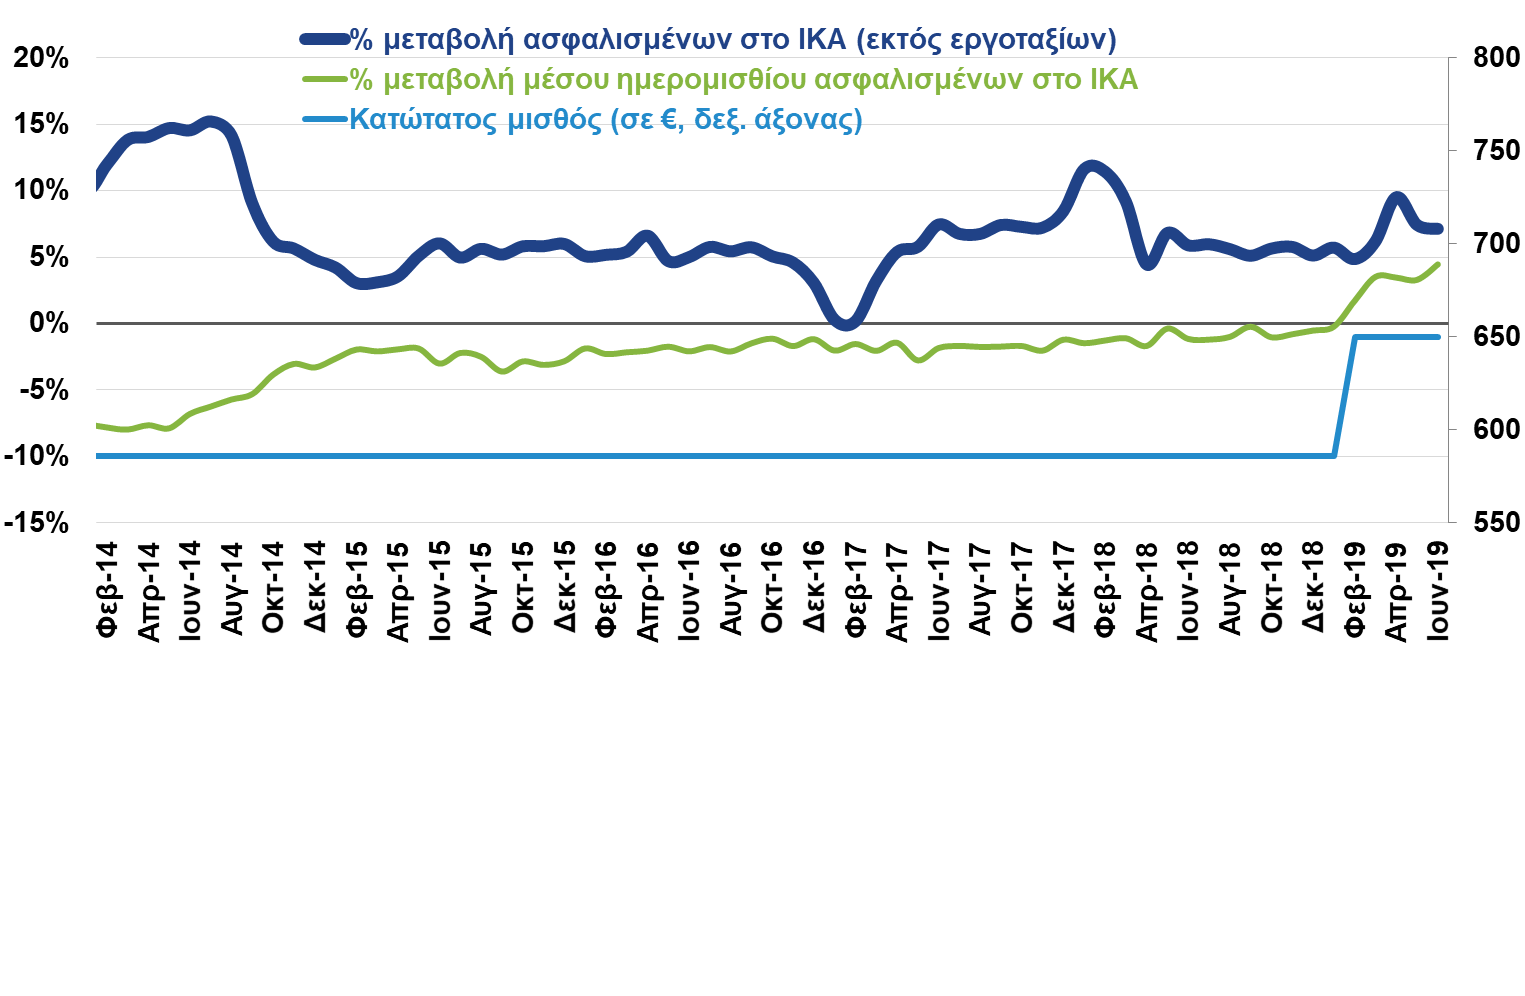 % μεταβολή ασφαλισμένων στο ΙΚΑ (εκτός εργοταξίων)
% μεταβολή μέσου ημερομισθίου ασφαλισμένων στο ΙΚΑ
Κατώτατος μισθός (σε €, δεξ. άξονας)
20%
15%
10%
5%
0%
-5%
-10%
-15%
800
750
700
650
600
550
Φεβ-14
Απρ-14
Ιουν-14
Αυγ-14
Οκτ-14
Δεκ-14
Φεβ-15
Απρ-15
Ιουν-15
Αυγ-15
Οκτ-15
Δεκ-15
Φεβ-16
Απρ-16
Ιουν-16
Αυγ-16
Οκτ-16
Δεκ-16
Φεβ-17
Απρ-17
Ιουν-17
Αυγ-17
Οκτ-17
Δεκ-17
Φεβ-18
Απρ-18
Ιουν-18
Αυγ-18
Οκτ-18
Δεκ-18
Φεβ-19
Απρ-19
Ιουν-19